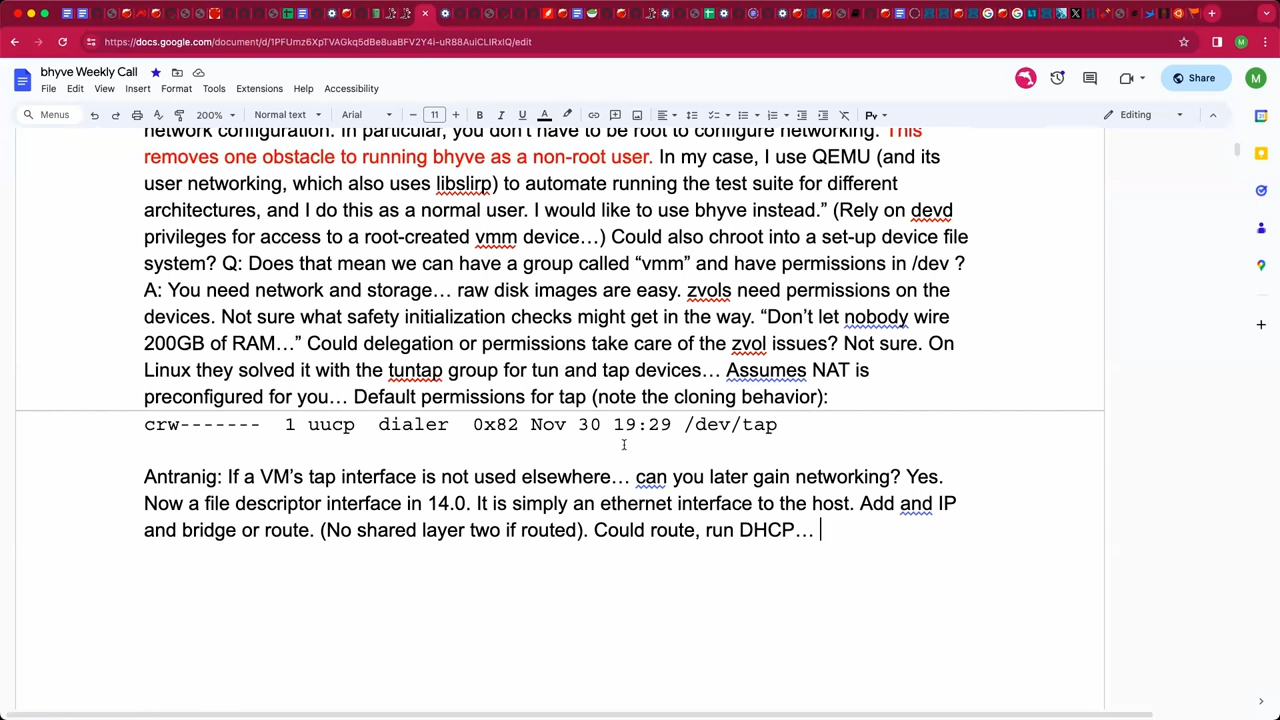 https://docs.google.com/document/d/1PFUmz6XpTVAGkq5dBe8uaBFV2Y4i-uR88AuiCLIRxIQ/edit
bhyve Weekly Call
File Edit View Insert Format Tools Extensions Help Accessibility
Share
M
M
Menus
200%
Normal text
Arial
11
Editing
network configuration. In particular, you don't have to be root to configure networking. This
removes one obstacle to running bhyve as a non-root user. In my case, I use QEMU (and its
user networking, which also uses libslirp) to automate running the test suite for different
architectures, and I do this as a normal user. I would like to use bhyve instead.” (Rely on devd
privileges for access to a root-created vmm device…) Could also chroot into a set-up device file
system? Q: Does that mean we can have a group called “vmm” and have permissions in /dev ?
A: You need network and storage… raw disk images are easy. zvols need permissions on the
devices. Not sure what safety initialization checks might get in the way. “Don’t let nobody wire
200GB of RAM…” Could delegation or permissions take care of the zvol issues? Not sure. On
Linux they solved it with the tuntap group for tun and tap devices… Assumes NAT is
preconfigured for you… Default permissions for tap (note the cloning behavior):
crw------- 1 uucp dialer 0x82 Nov 30 19:29 /dev/tap
Antranig: If a VM’s tap interface is not used elsewhere… can you later gain networking? Yes.
Now a file descriptor interface in 14.0. It is simply an ethernet interface to the host. Add and IP
and bridge or route. (No shared layer two if routed). Could route, run DHCP…